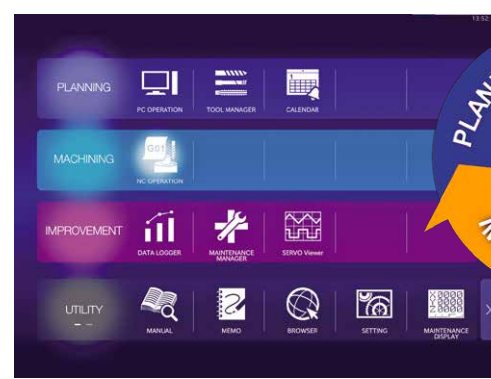 13:52
PLANNING
PC OPERATION
TOOL MANAGER
CALENDAR
MACHINING
G51
NC OPERATION
IMPROVEMENT
DATA LOGGER
MAINTENANCE
MANAGER
SERVO Viewer
UTILITY
MANUAL
MEMO
BROWSER
SETTING
MAINTENANCE
DISPLAY
PLAN